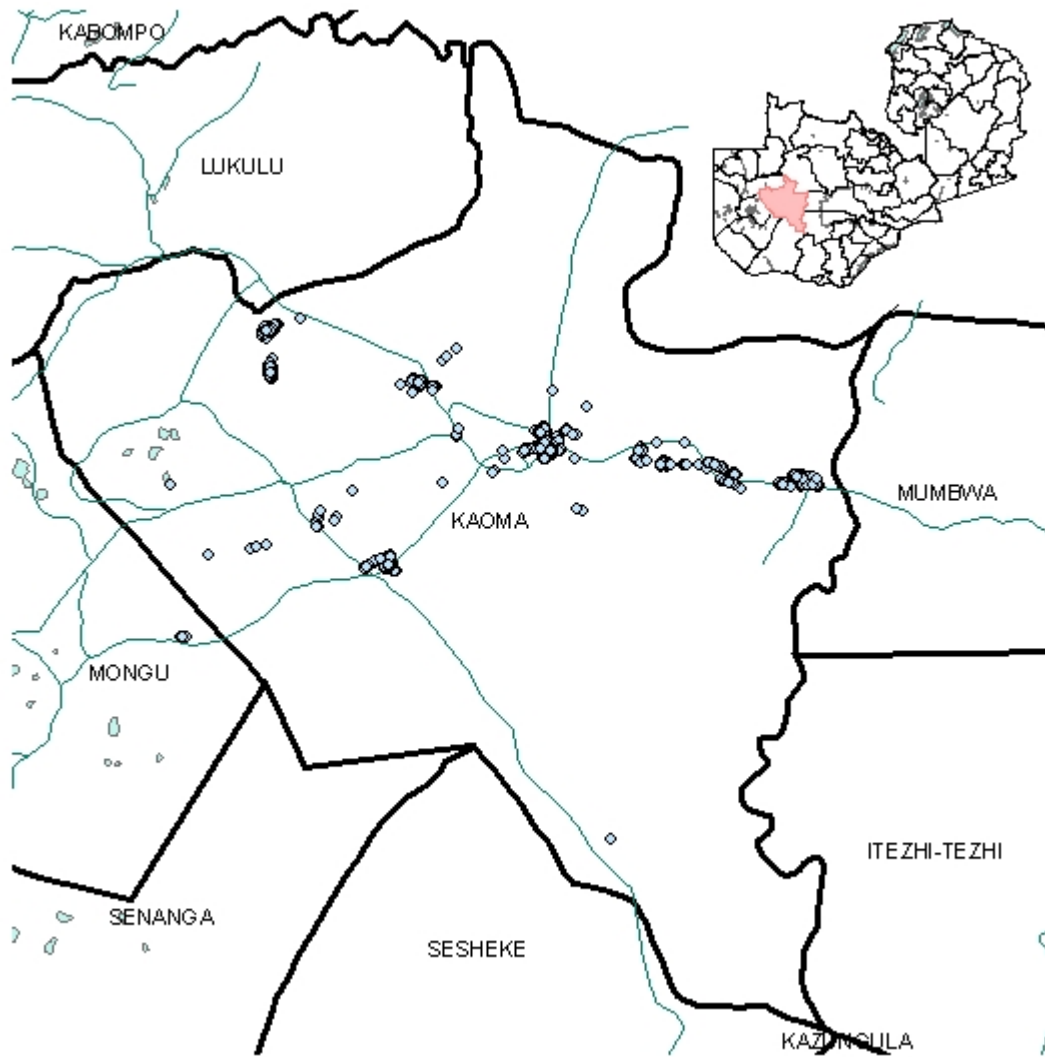 KABOMPO
LUKULU
MUMBWA
KAOMA
MONGU
ITEZHI-TEZHI
SENANGA
SESHEKE
KAZUNGULA